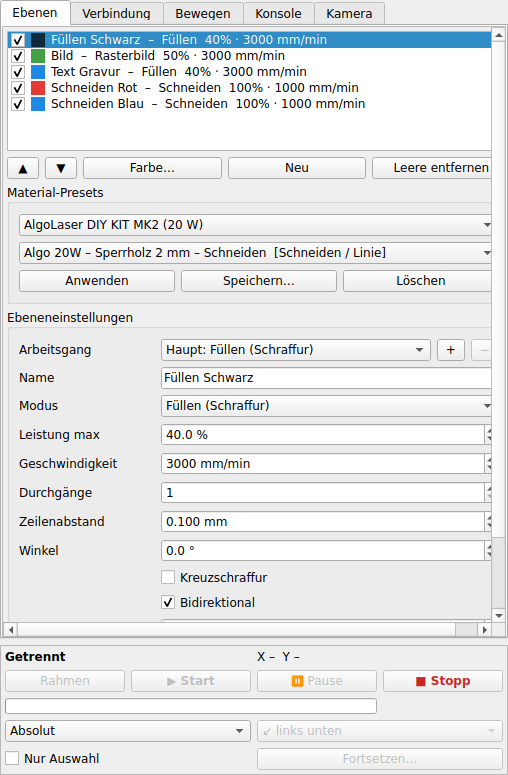 Ebenen Verbindung Bewegen Konsole Kamera
Füllen Schwarz – Füllen 40% · 3000 mm/min
Bild – Rasterbild 50% · 3000 mm/min
Text Gravur – Füllen 40% · 3000 mm/min
Schneiden Rot – Schneiden 100% · 1000 mm/min
Schneiden Blau – Schneiden 100% · 1000 mm/min
▲ ▼ Farbe... Neu Leere entfernen
Material-Presets
AlgoLaser DIY KIT MK2 (20 W)
Algo 20W – Sperrholz 2 mm – Schneiden [Schneiden / Linie]
Anwenden Speichern... Löschen
Ebeneneinstellungen
Arbeitsgang Haupt: Füllen (Schraffur) + −
Name Füllen Schwarz
Modus Füllen (Schraffur)
Leistung max 40.0 %
Geschwindigkeit 3000 mm/min
Durchgänge 1
Zeilenabstand 0.100 mm
Winkel 0.0 °
Kreuzschraffur
Bidirektional
Getrennt X – Y –
Rahmen ▶ Start ⏸ Pause ■ Stopp
Absolut ↙ links unten
Nur Auswahl Fortsetzen...